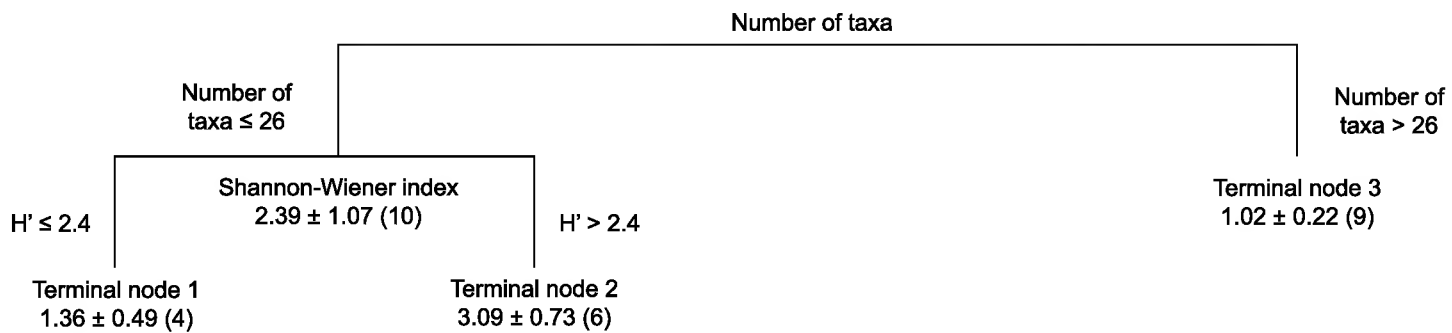 Number of taxa
Number of
taxa ≤ 26
Number of
taxa > 26
Shannon-Wiener index
2.39 ± 1.07 (10)
Terminal node 3
1.02 ± 0.22 (9)
H’ ≤ 2.4
H’ > 2.4
Terminal node 1
1.36 ± 0.49 (4)
Terminal node 2
3.09 ± 0.73 (6)